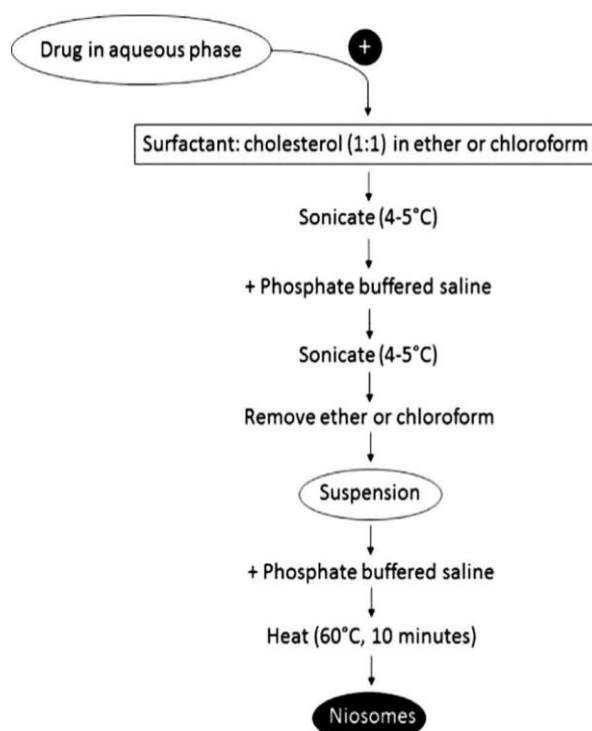 Drug in aqueous phase
+
Surfactant: cholesterol (1:1) in ether or chloroform
Sonicate (4-5°C)
+ Phosphate buffered saline
Sonicate (4-5°C)
Remove ether or chloroform
Suspension
+ Phosphate buffered saline
Heat (60°C, 10 minutes)
Niosomes